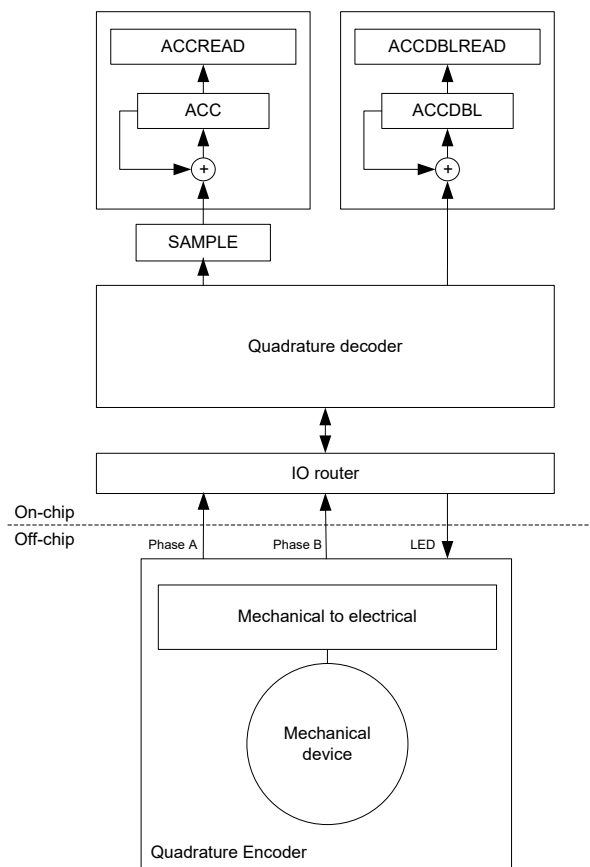 ACCREAD
ACCDBLREAD
ACC
ACCDBL
+
+
SAMPLE
Quadrature decoder
IO router
On-chip
Off-chip
Phase A
Phase B
LED
Mechanical to electrical
Mechanical
device
Quadrature Encoder